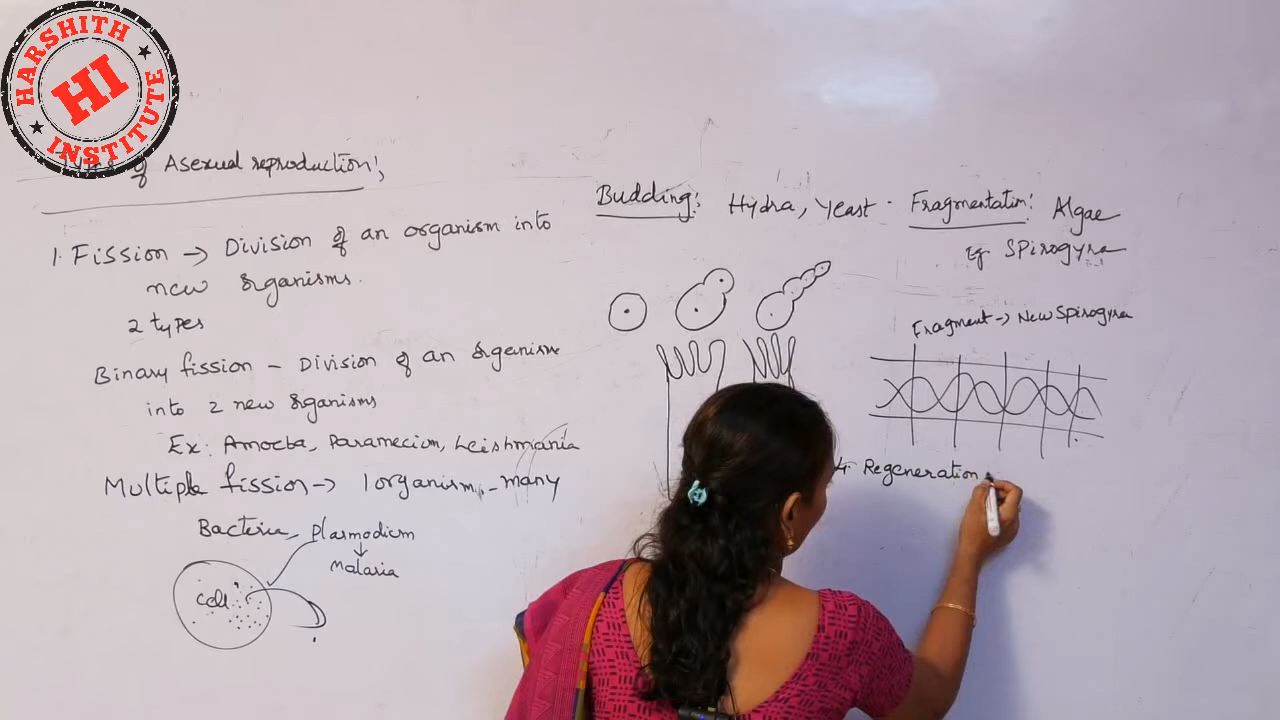 HARSHITH
HI
INSTITUTE
of Asexual reproduction;
1. Fission → Division of an organism into
new organisms.
2 types
Binary fission - Division of an organism
into 2 new organisms
Ex: Amoeba, Paramecium, Leishmania
Multiple fission → 1 organism - many
Bacteria, plasmodium
Malaria
Cell
Budding: Hydra, Yeast.
Fragmentation: Algae
Eg Spirogyra
Fragment → New Spirogyra
4. Regeneration